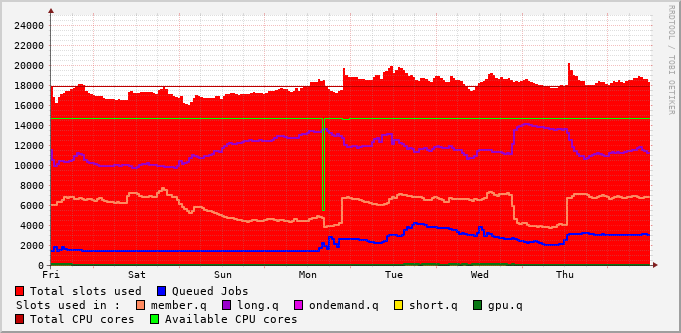 24000
22000
20000
18000
16000
14000
12000
10000
8000
6000
4000
2000
0
Fri Sat Sun Mon Tue Wed Thu
Total slots used Queued Jobs
Slots used in : member.q long.q ondemand.q short.q gpu.q
Total CPU cores Available CPU cores
RRDTOOL / TOBI OETIKER